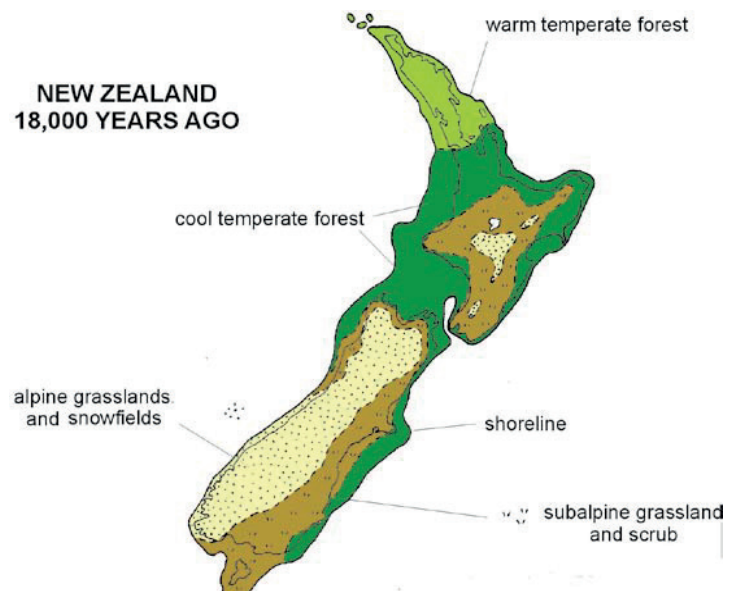 warm temperate forest
NEW ZEALAND
18,000 YEARS AGO
cool temperate forest
alpine grasslands
and snowfields
shoreline
subalpine grassland
and scrub